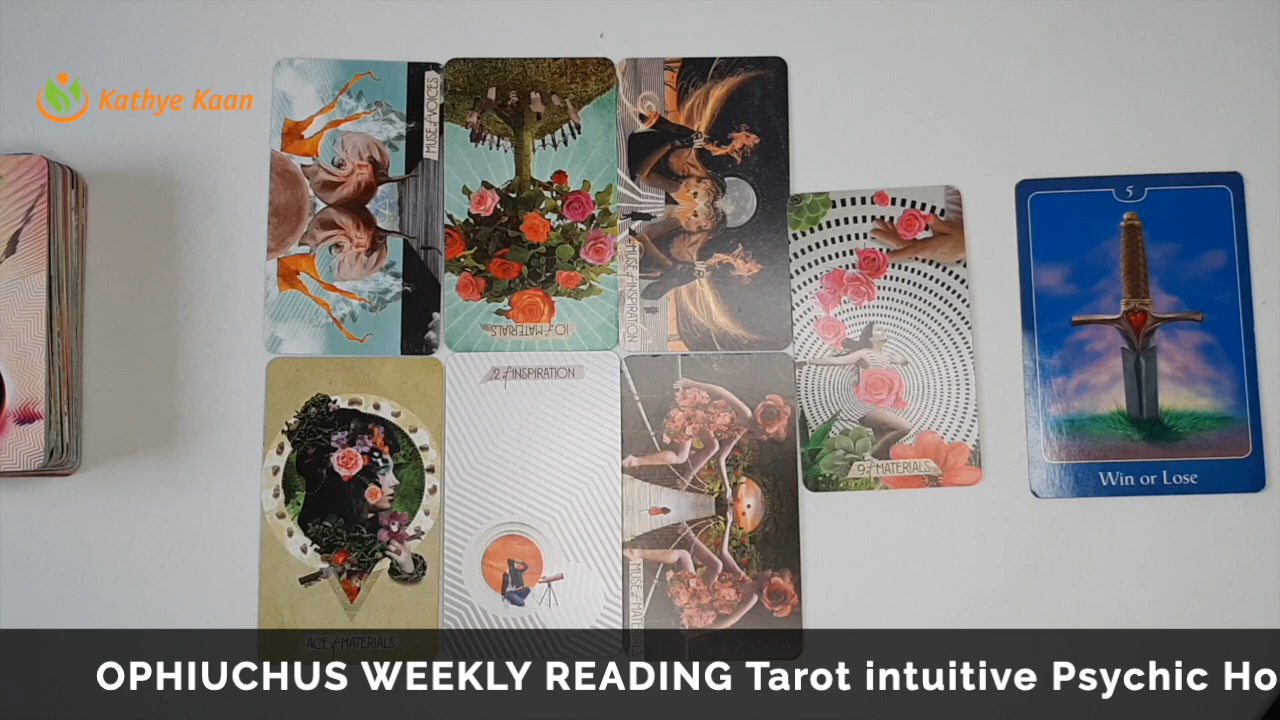 Kathye Kaan
MUSE of VOICES
10 of MATERIALS
MUSE of INSPIRATION
9 of MATERIALS
5
Win or Lose
ACE of MATERIALS
2 of INSPIRATION
MUSE of MATERIALS
OPHIUCHUS WEEKLY READING Tarot intuitive Psychic Ho